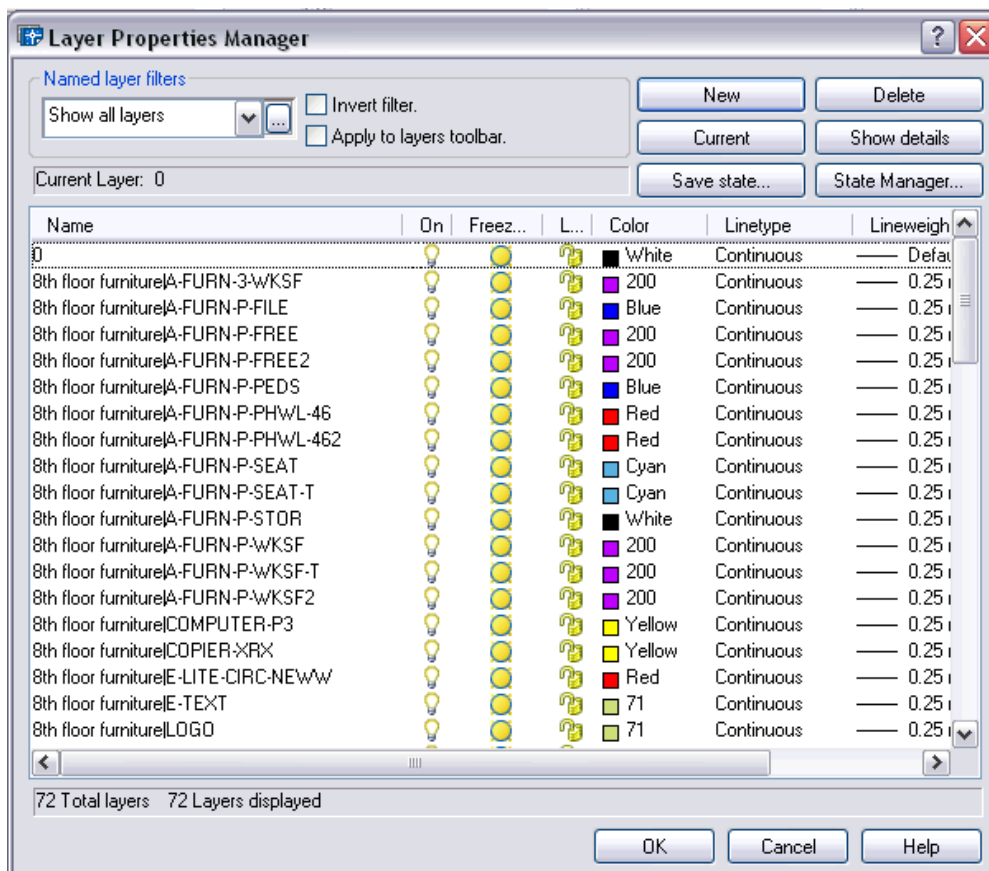 Layer Properties Manager
Named layer filters
Show all layers
...
Invert filter.
Apply to layers toolbar.
New
Delete
Current
Show details
Current Layer: 0
Save state...
State Manager...
Name On Freez... L... Color Linetype Lineweigh
0 White Continuous Defau
8th floor furniture|A-FURN-3-WKSF 200 Continuous 0.25
8th floor furniture|A-FURN-P-FILE Blue Continuous 0.25
8th floor furniture|A-FURN-P-FREE 200 Continuous 0.25
8th floor furniture|A-FURN-P-FREE2 200 Continuous 0.25
8th floor furniture|A-FURN-P-PEDS Blue Continuous 0.25
8th floor furniture|A-FURN-P-PHWL-46 Red Continuous 0.25
8th floor furniture|A-FURN-P-PHWL-462 Red Continuous 0.25
8th floor furniture|A-FURN-P-SEAT Cyan Continuous 0.25
8th floor furniture|A-FURN-P-SEAT-T Cyan Continuous 0.25
8th floor furniture|A-FURN-P-STOR White Continuous 0.25
8th floor furniture|A-FURN-P-WKSF 200 Continuous 0.25
8th floor furniture|A-FURN-P-WKSF-T 200 Continuous 0.25
8th floor furniture|A-FURN-P-WKSF2 200 Continuous 0.25
8th floor furniture|COMPUTER-P3 Yellow Continuous 0.25
8th floor furniture|COPIER-XRX Yellow Continuous 0.25
8th floor furniture|E-LITE-CIRC-NEWW Red Continuous 0.25
8th floor furniture|E-TEXT 71 Continuous 0.25
8th floor furniture|LOGO 71 Continuous 0.25
72 Total layers 72 Layers displayed
OK
Cancel
Help